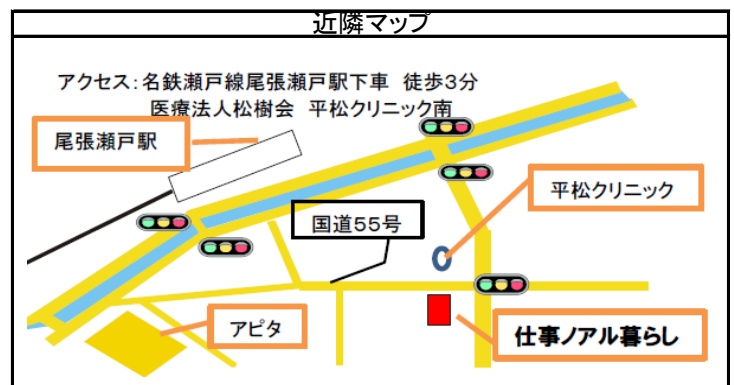 近隣マップ
アクセス：名鉄瀬戸線尾張瀬戸駅下車 徒歩３分
医療法人松樹会 平松クリニック南
尾張瀬戸駅
平松クリニック
国道５５号
アピタ
仕事ノアル暮らし